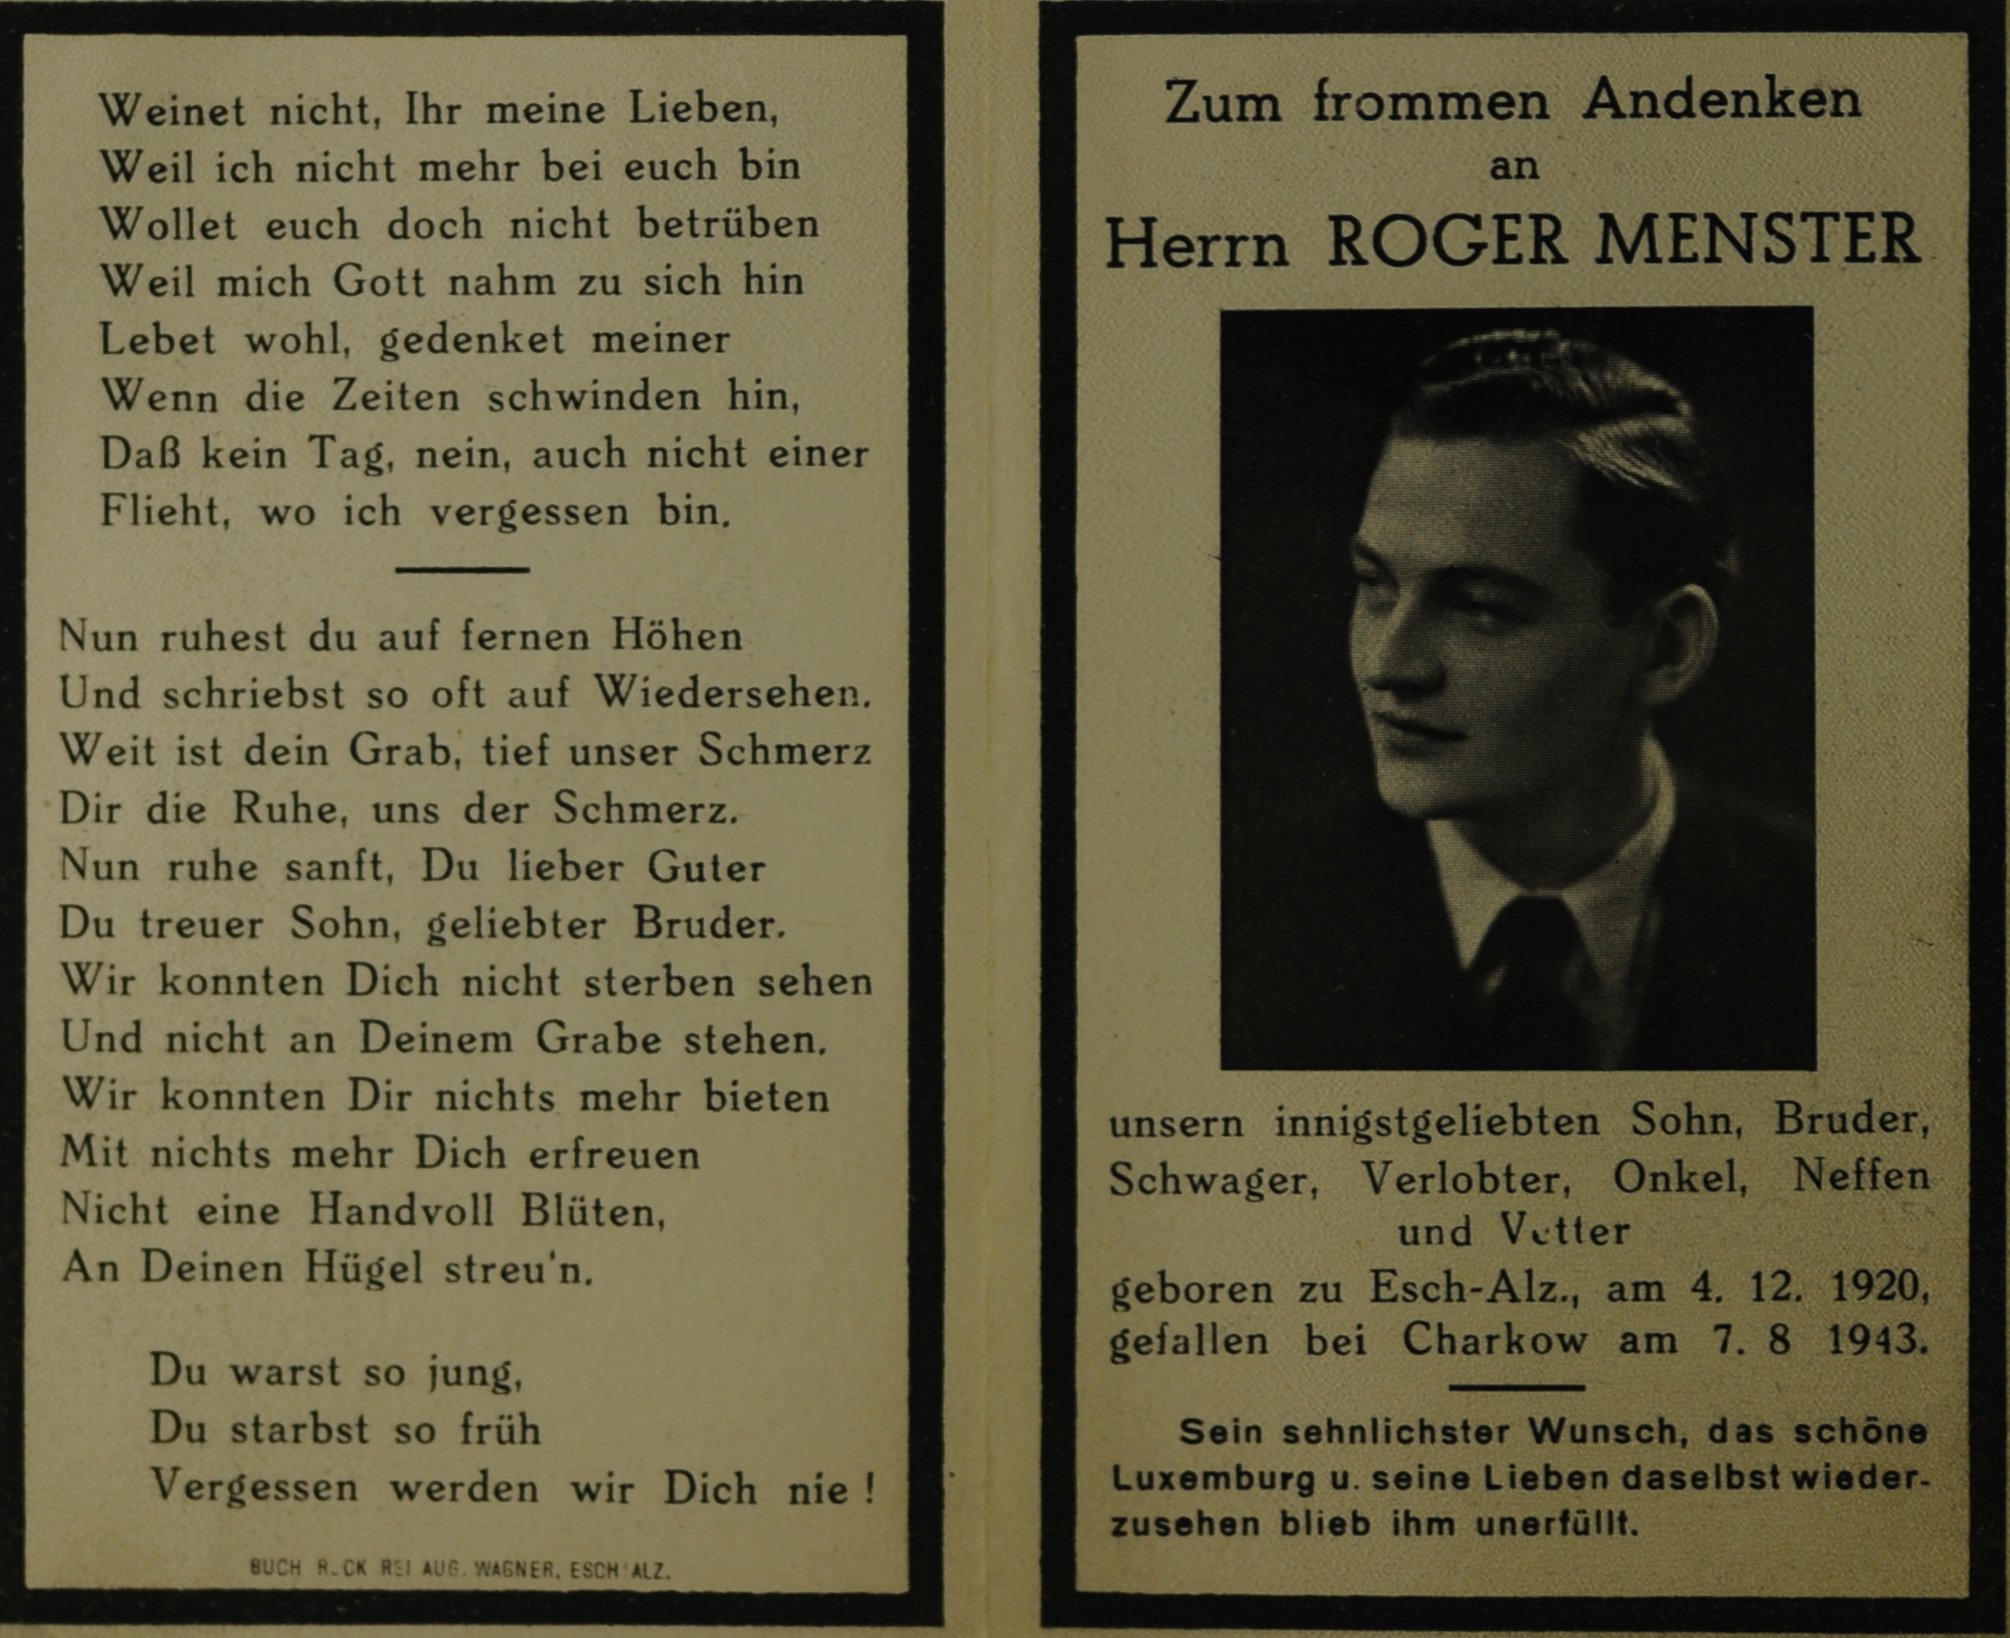 Weinet nicht, Ihr meine Lieben,
Weil ich nicht mehr bei euch bin
Wollet euch doch nicht betrüben
Weil mich Gott nahm zu sich hin
Lebet wohl, gedenket meiner
Wenn die Zeiten schwinden hin,
Daß kein Tag, nein, auch nicht einer
Flieht, wo ich vergessen bin.
Nun ruhest du auf fernen Höhen
Und schriebst so oft auf Wiedersehen.
Weit ist dein Grab, tief unser Schmerz
Dir die Ruhe, uns der Schmerz.
Nun ruhe sanft, Du lieber Guter
Du treuer Sohn, geliebter Bruder.
Wir konnten Dich nicht sterben sehen
Und nicht an Deinem Grabe stehen.
Wir konnten Dir nichts mehr bieten
Mit nichts mehr Dich erfreuen
Nicht eine Handvoll Blüten,
An Deinen Hügel streu'n.
Du warst so jung,
Du starbst so früh
Vergessen werden wir Dich nie !
BUCH AUG. WAGNER, ESCH ALZ.
Zum frommen Andenken
an
Herrn ROGER MENSTER
unsern innigstgeliebten Sohn, Bruder,
Schwager, Verlobter, Onkel, Neffen
und Vetter
geboren zu Esch-Alz., am 4. 12. 1920,
gefallen bei Charkow am 7. 8 1943.
Sein sehnlichster Wunsch, das schöne
Luxemburg u. seine Lieben daselbst wieder-
zusehen blieb ihm unerfüllt.